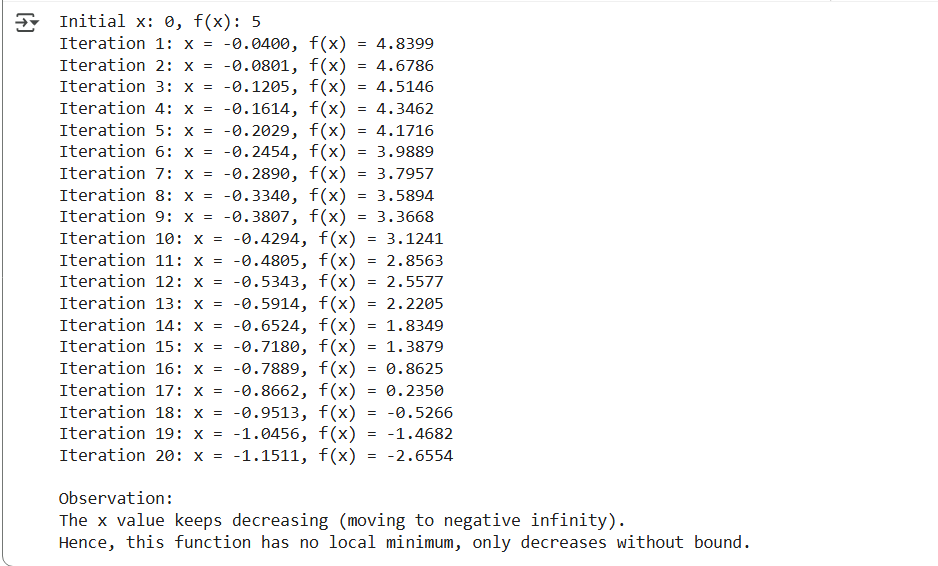 Initial x: 0, f(x): 5
Iteration 1: x = -0.0400, f(x) = 4.8399
Iteration 2: x = -0.0801, f(x) = 4.6786
Iteration 3: x = -0.1205, f(x) = 4.5146
Iteration 4: x = -0.1614, f(x) = 4.3462
Iteration 5: x = -0.2029, f(x) = 4.1716
Iteration 6: x = -0.2454, f(x) = 3.9889
Iteration 7: x = -0.2890, f(x) = 3.7957
Iteration 8: x = -0.3340, f(x) = 3.5894
Iteration 9: x = -0.3807, f(x) = 3.3668
Iteration 10: x = -0.4294, f(x) = 3.1241
Iteration 11: x = -0.4805, f(x) = 2.8563
Iteration 12: x = -0.5343, f(x) = 2.5577
Iteration 13: x = -0.5914, f(x) = 2.2205
Iteration 14: x = -0.6524, f(x) = 1.8349
Iteration 15: x = -0.7180, f(x) = 1.3879
Iteration 16: x = -0.7889, f(x) = 0.8625
Iteration 17: x = -0.8662, f(x) = 0.2350
Iteration 18: x = -0.9513, f(x) = -0.5266
Iteration 19: x = -1.0456, f(x) = -1.4682
Iteration 20: x = -1.1511, f(x) = -2.6554
Observation:
The x value keeps decreasing (moving to negative infinity).
Hence, this function has no local minimum, only decreases without bound.